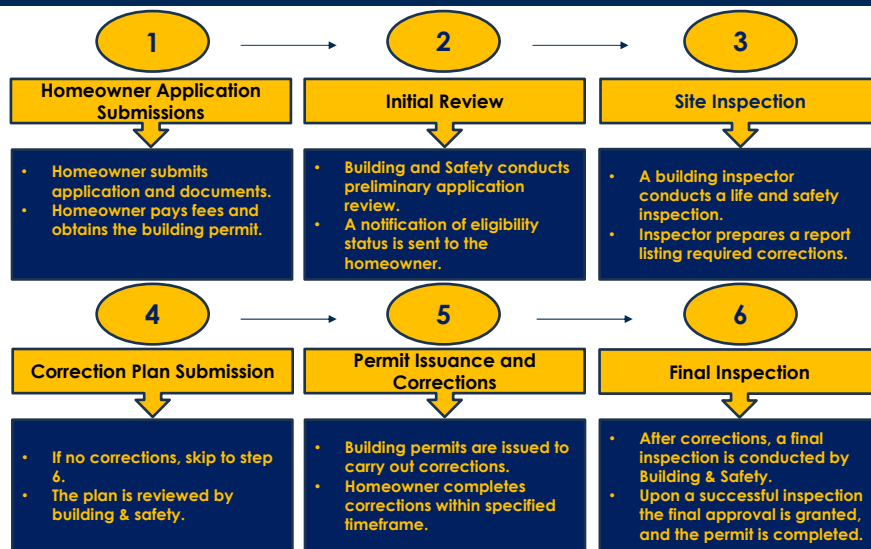 1
2
3
Homeowner Application
Submissions
Initial Review
Site Inspection
• Homeowner submits
application and documents.
• Homeowner pays fees and
obtains the building permit.
• Building and Safety conducts
preliminary application
review.
• A notification of eligibility
status is sent to the
homeowner.
• A building inspector
conducts a life and safety
inspection.
• Inspector prepares a report
listing required corrections.
4
5
6
Correction Plan Submission
Permit Issuance and
Corrections
Final Inspection
• If no corrections, skip to step
6.
• The plan is reviewed by
building & safety.
• Building permits are issued to
carry out corrections.
• Homeowner completes
corrections within specified
timeframe.
• After corrections, a final
inspection is conducted by
Building & Safety.
• Upon a successful inspection
the final approval is granted,
and the permit is completed.